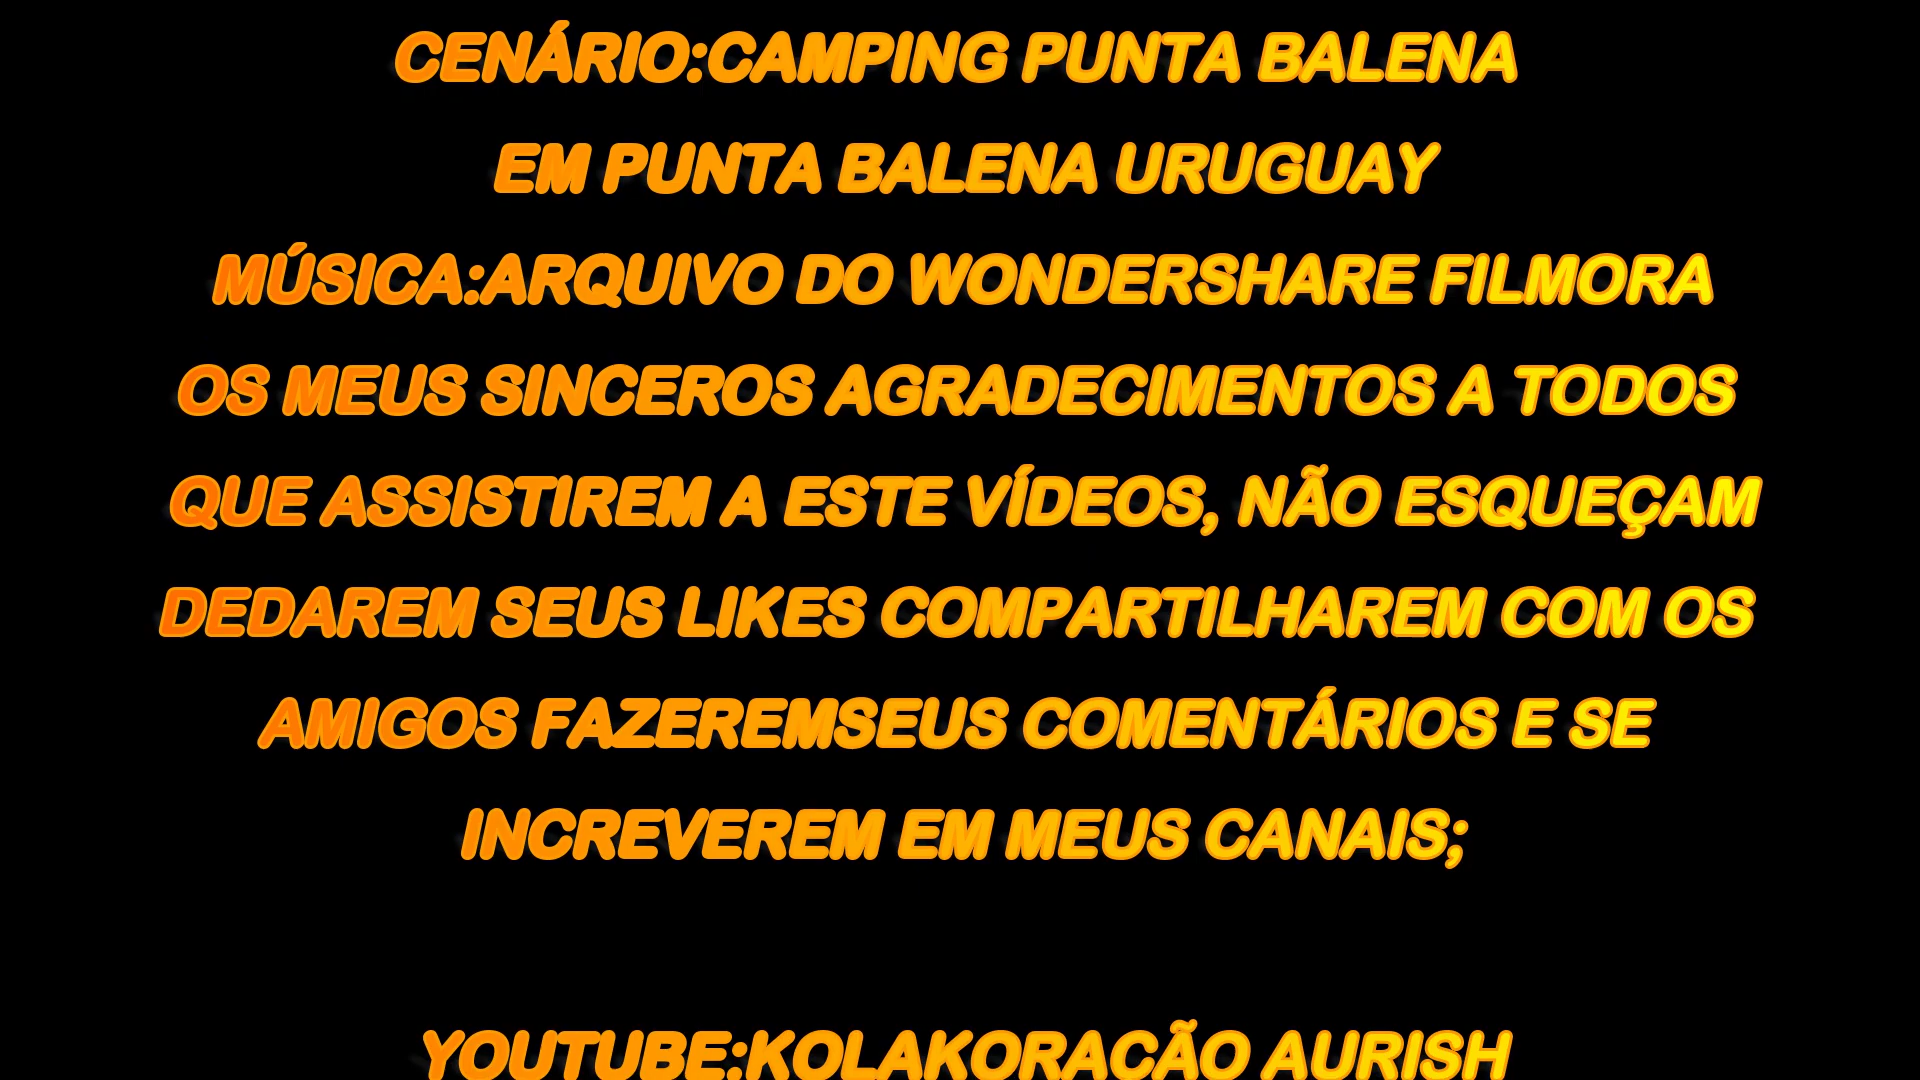 CENÁRIO:CAMPING PUNTA BALENA
EM PUNTA BALENA URUGUAY
MÚSICA:ARQUIVO DO WONDERSHARE FILMORA
OS MEUS SINCEROS AGRADECIMENTOS A TODOS
QUE ASSISTIREM A ESTE VÍDEOS, NÃO ESQUEÇAM
DEDAREM SEUS LIKES COMPARTILHAREM COM OS
AMIGOS FAZEREMSEUS COMENTÁRIOS E SE
INCREVEREM EM MEUS CANAIS;
YOUTUBE:KOLAKORACÃO AURISH